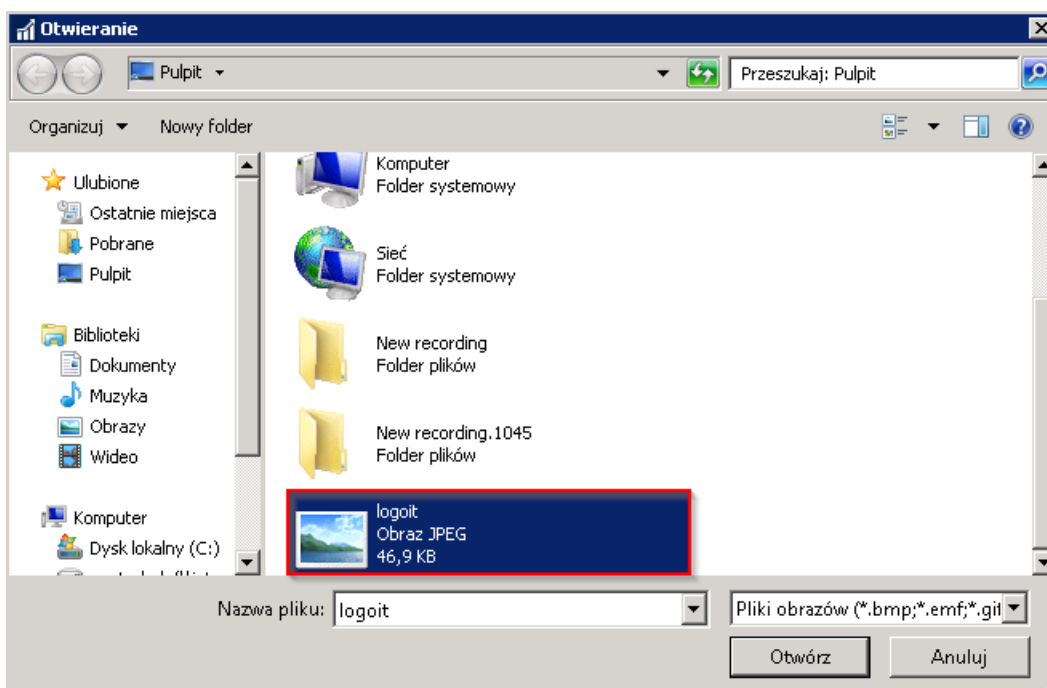 Otwieranie
Pulpit
Przeszukaj: Pulpit
Organizuj
Nowy folder
Ulubione
Ostatnie miejsca
Pobrane
Pulpit
Biblioteki
Dokumenty
Muzyka
Obrazy
Wideo
Komputer
Dysk lokalny (C:)
Komputer
Folder systemowy
Sieć
Folder systemowy
New recording
Folder plików
New recording.1045
Folder plików
logoit
Obraz JPEG
46,9 KB
Nazwa pliku: logoit
Pliki obrazów (*.bmp;*.emf;*.gif
Otwórz
Anuluj